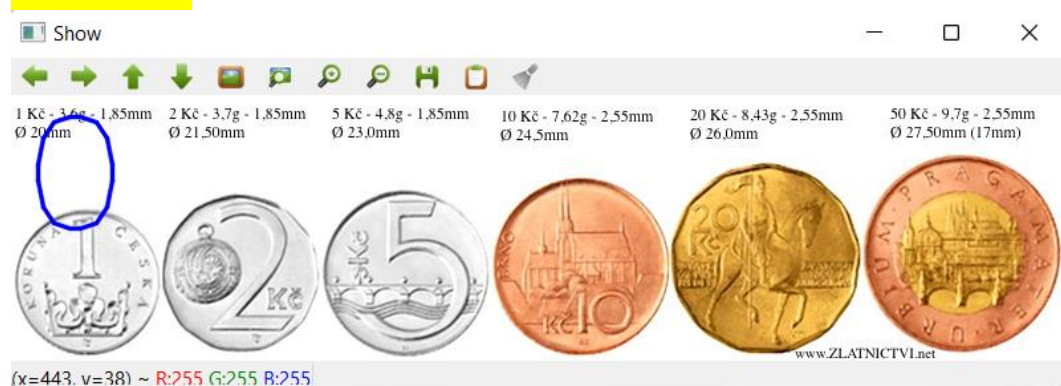 Show
1 Kč - 3,6g - 1,85mm
Ø 20mm
2 Kč - 3,7g - 1,85mm
Ø 21,50mm
5 Kč - 4,8g - 1,85mm
Ø 23,0mm
10 Kč - 7,62g - 2,55mm
Ø 24,5mm
20 Kč - 8,43g - 2,55mm
Ø 26,0mm
50 Kč - 9,7g - 2,55mm
Ø 27,50mm (17mm)
KORUNA ČESKÁ
1
2
Kč
5
Kč
BRNO
Kč 10
20
Kč
PRAGA MATER URBIUM
www.ZLATNICTVI.net
(x=443, y=38) ~ R:255 G:255 B:255